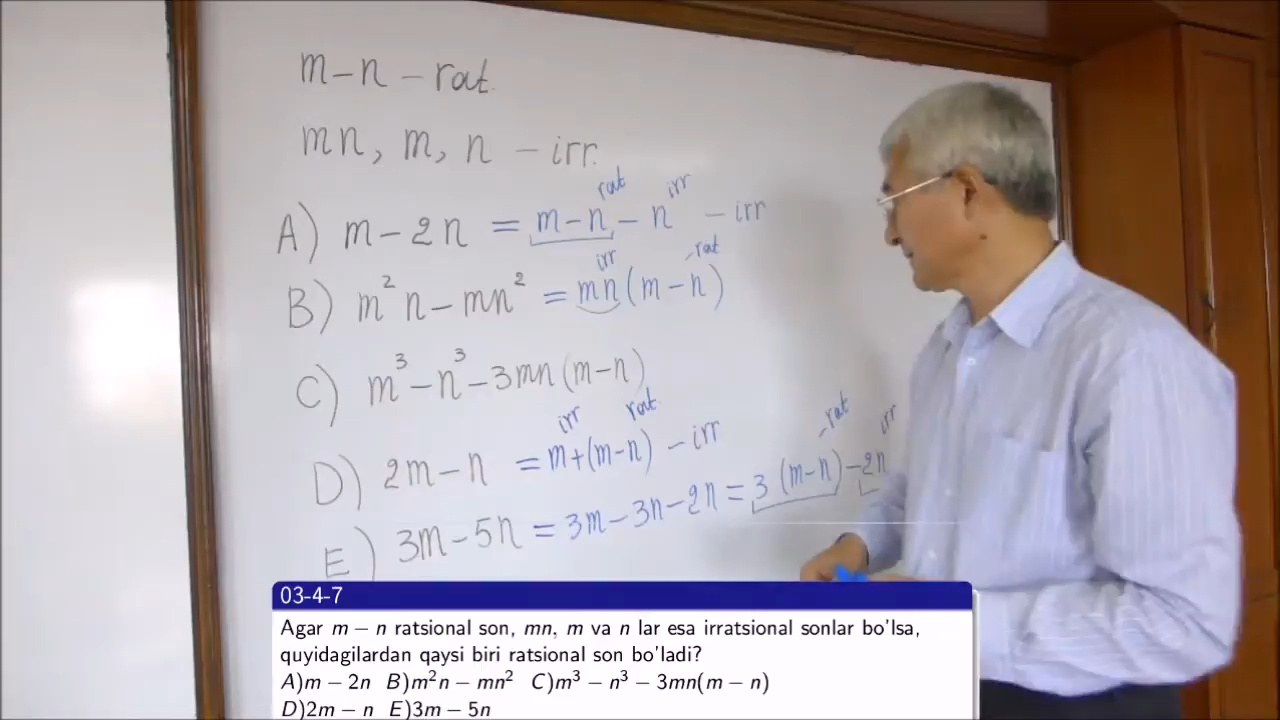 m-n - rat.
mn, m, n - irr.
rat irr
A) m - 2n = m-n - n - irr
irr - rat
B) m²n - mn² = mn(m-n)
C) m³ - n³ - 3mn(m-n)
irr rat
D) 2m - n = m+(m-n) - irr
- rat irr
E) 3m - 5n = 3m - 3n - 2n = 3(m-n) - 2n
03-4-7
Agar m − n ratsional son, mn, m va n lar esa irratsional sonlar bo'lsa,
quyidagilardan qaysi biri ratsional son bo'ladi?
A)m − 2n B)m²n − mn² C)m³ − n³ − 3mn(m − n)
D)2m − n E)3m − 5n